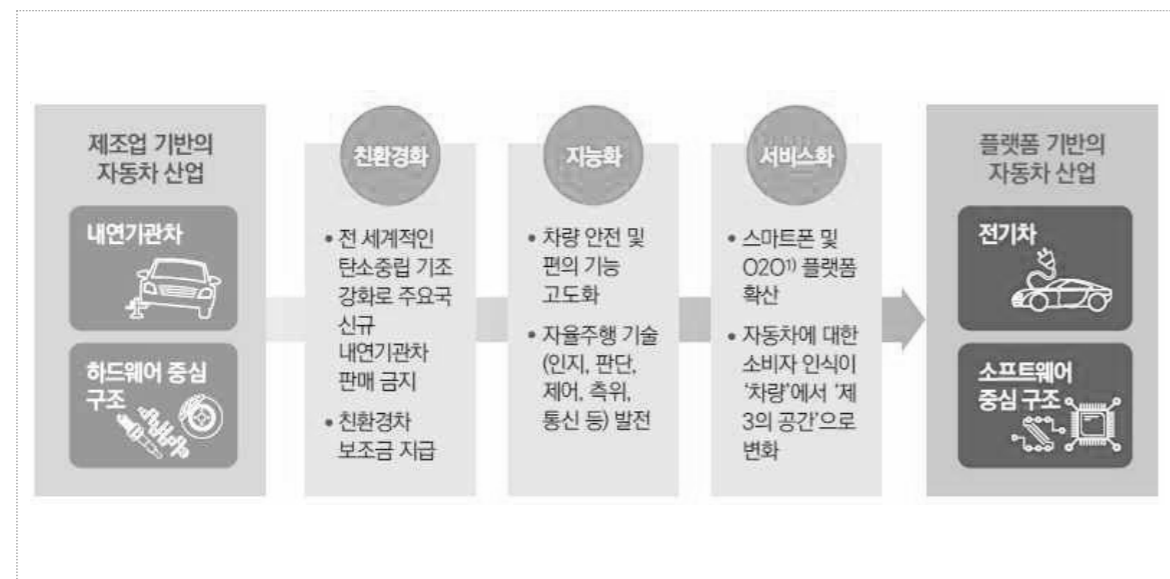 제조업 기반의
자동차 산업
내연기관차
하드웨어 중심
구조
친환경화
• 전 세계적인
탄소중립 기조
강화로 주요국
신규
내연기관차
판매 금지
• 친환경차
보조금 지급
지능화
• 차량 안전 및
편의 기능
고도화
• 자율주행 기술
(인지, 판단,
제어, 측위,
통신 등) 발전
서비스화
• 스마트폰 및
O2O1) 플랫폼
확산
• 자동차에 대한
소비자 인식이
'차량'에서 '제
3의 공간'으로
변화
플랫폼 기반의
자동차 산업
전기차
소프트웨어
중심 구조